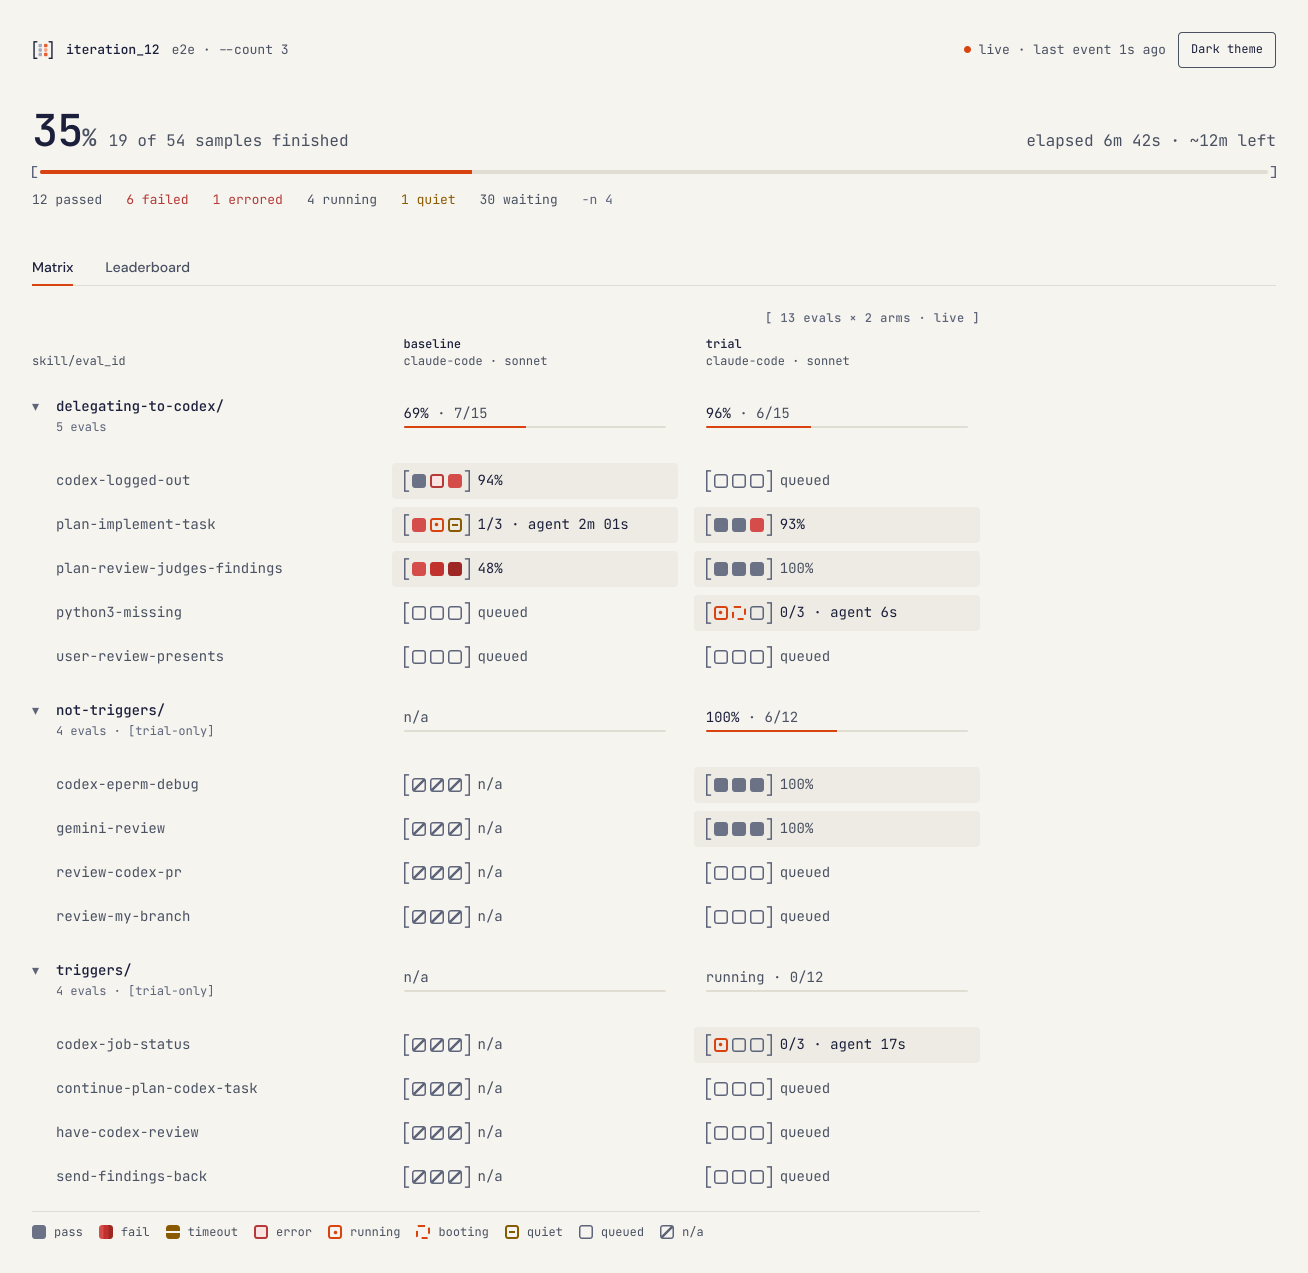 iteration_12 e2e · --count 3
live · last event 1s ago
Dark theme
35% 19 of 54 samples finished
elapsed 6m 42s · ~12m left
12 passed 6 failed 1 errored 4 running 1 quiet 30 waiting -n 4
Matrix Leaderboard
[ 13 evals × 2 arms · live ]
baseline trial
skill/eval_id claude-code · sonnet claude-code · sonnet
delegating-to-codex/
5 evals
69% · 7/15 96% · 6/15
codex-logged-out 94% queued
plan-implement-task 1/3 · agent 2m 01s 93%
plan-review-judges-findings 48% 100%
python3-missing queued 0/3 · agent 6s
user-review-presents queued queued
not-triggers/
4 evals · [trial-only]
n/a 100% · 6/12
codex-eperm-debug n/a 100%
gemini-review n/a 100%
review-codex-pr n/a queued
review-my-branch n/a queued
triggers/
4 evals · [trial-only]
n/a running · 0/12
codex-job-status n/a 0/3 · agent 17s
continue-plan-codex-task n/a queued
have-codex-review n/a queued
send-findings-back n/a queued
pass fail timeout error running booting quiet queued n/a